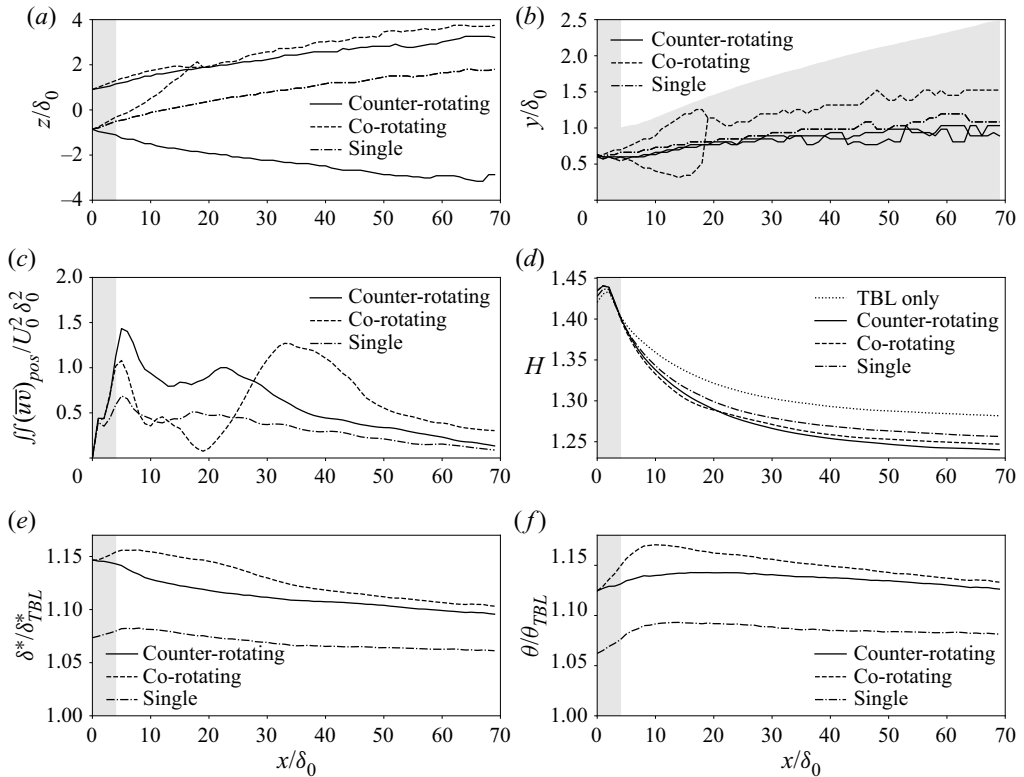 (a)
4
2
0
–2
–4
z/δ0
Counter-rotating
Co-rotating
Single
0 10 20 30 40 50 60 70
(b)
2.5
2.0
1.5
1.0
0.5
y/δ0
Counter-rotating
Co-rotating
Single
0 10 20 30 40 50 60 70
(c)
2.0
1.5
1.0
0.5
∬(uv)pos/U0^2 δ0^2
Counter-rotating
Co-rotating
Single
0 10 20 30 40 50 60 70
(d)
1.45
1.40
1.35
1.30
1.25
H
TBL only
Counter-rotating
Co-rotating
Single
0 10 20 30 40 50 60 70
(e)
1.15
1.10
1.05
1.00
δ*/δ*TBL
Counter-rotating
Co-rotating
Single
0 10 20 30 40 50 60 70
x/δ0
(f)
1.15
1.10
1.05
1.00
θ/θTBL
Counter-rotating
Co-rotating
Single
0 10 20 30 40 50 60 70
x/δ0